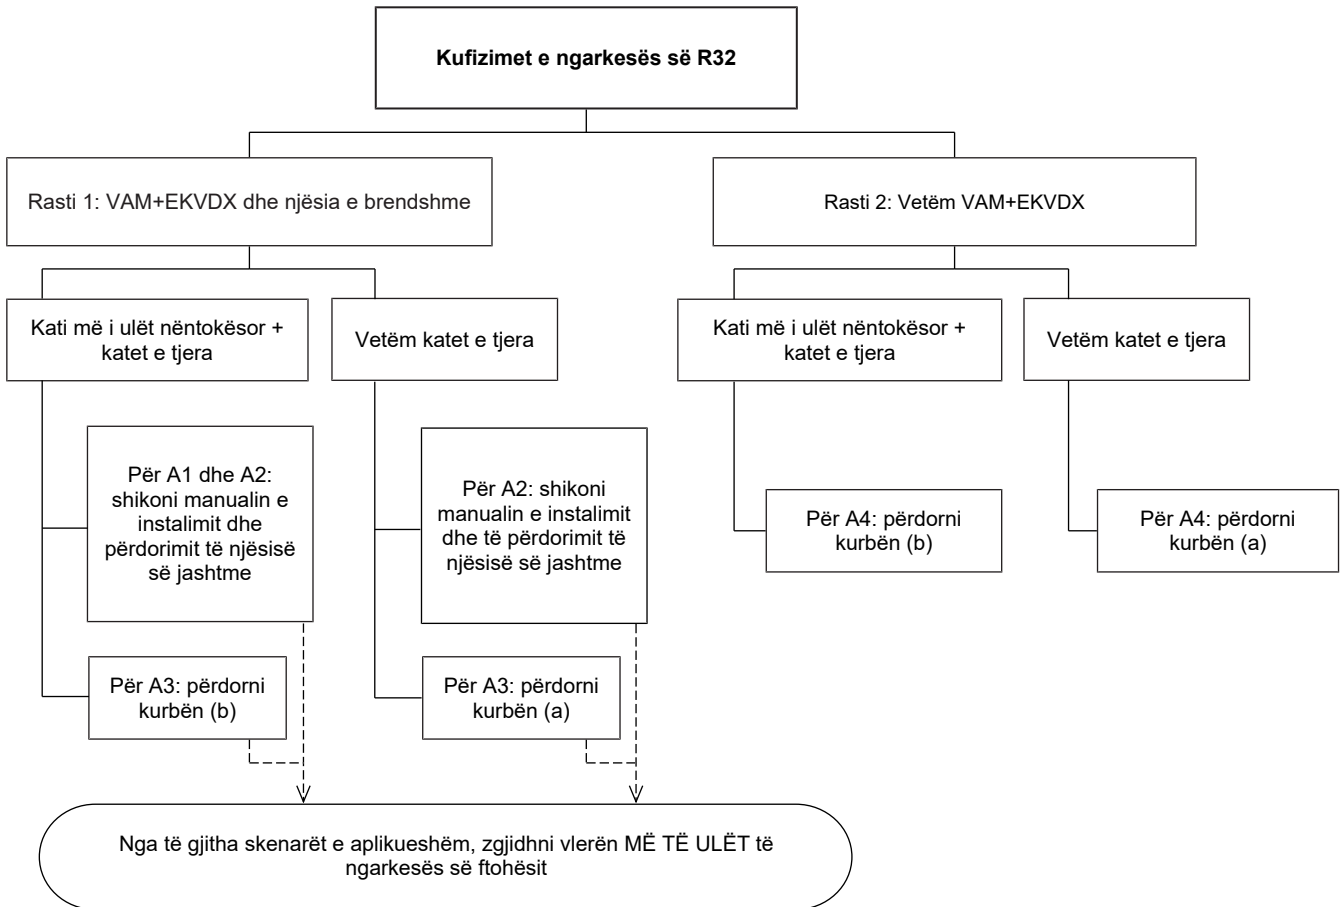 Kufizimet e ngarkesës së R32
Rasti 1: VAM+EKVDX dhe njësia e brendshme
Rasti 2: Vetëm VAM+EKVDX
Kati më i ulët nëntokësor +
katet e tjera
Vetëm katet e tjera
Kati më i ulët nëntokësor +
katet e tjera
Vetëm katet e tjera
Për A1 dhe A2:
shikoni manualin e
instalimit dhe
përdorimit të njësisë
së jashtme
Për A2: shikoni
manualin e instalimit
dhe të përdorimit të
njësisë së jashtme
Për A4: përdorni
kurbën (b)
Për A4: përdorni
kurbën (a)
Për A3: përdorni
kurbën (b)
Për A3: përdorni
kurbën (a)
Nga të gjitha skenarët e aplikueshëm, zgjidhni vlerën MË TË ULËT të
ngarkesës së ftohësit